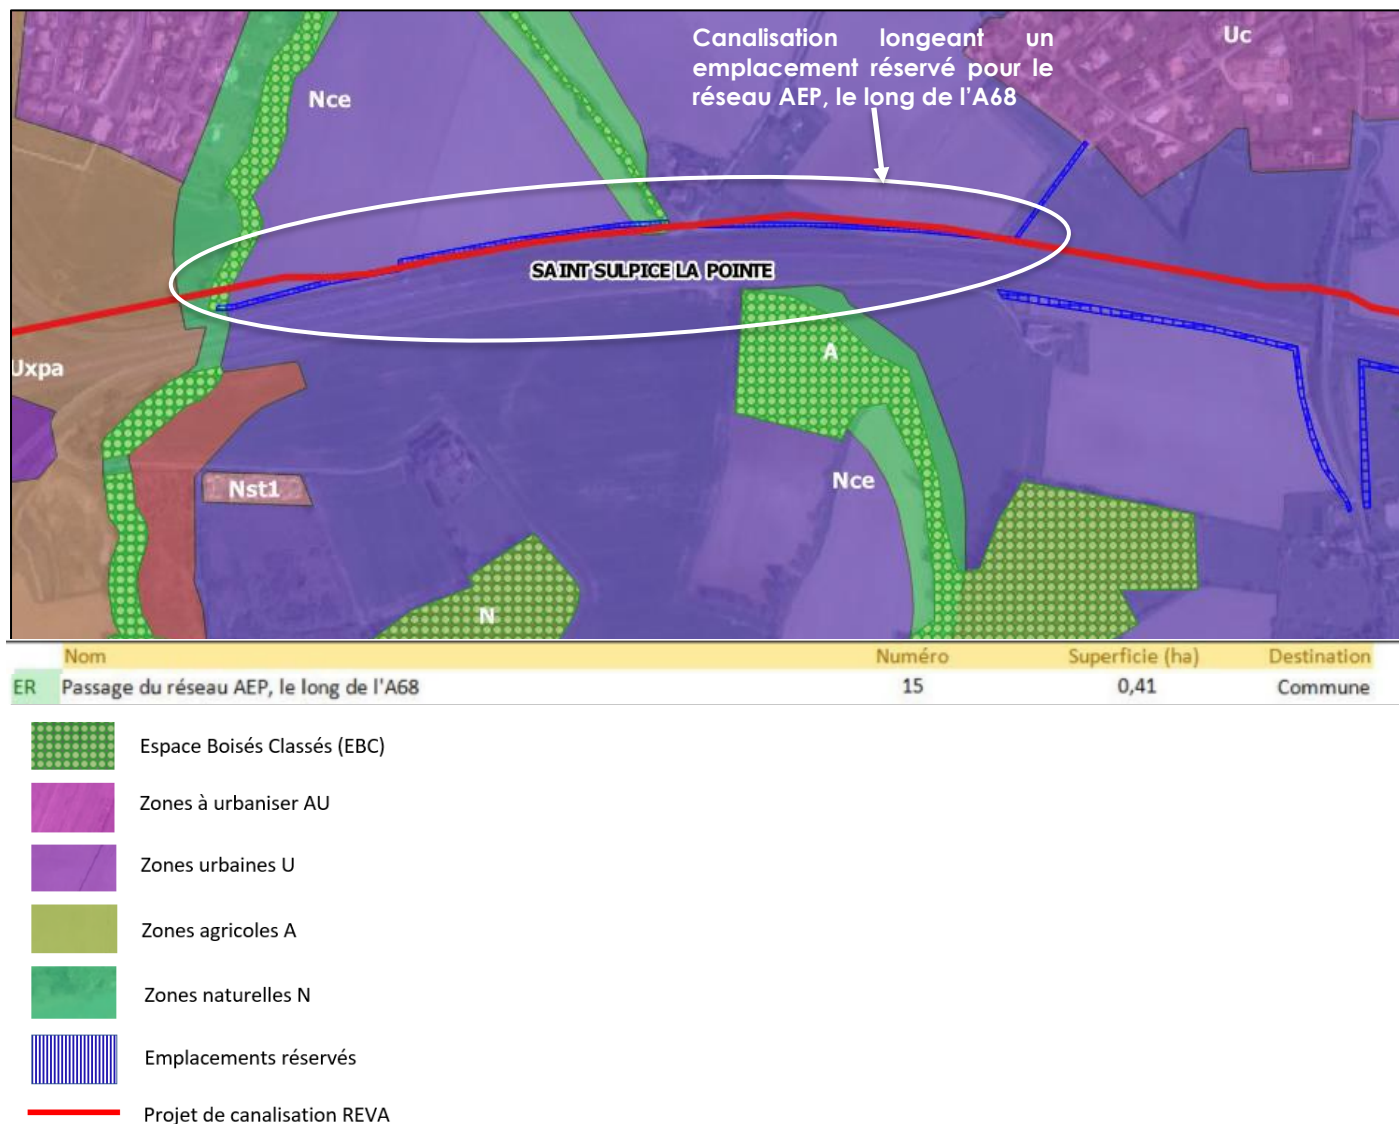 Canalisation longeant un
emplacement réservé pour le
réseau AEP, le long de l'A68
Uc
Nce
SAINT SULPICE LA POINTE
A
Uxpa
Nce
Nst1
N
Nom Numéro Superficie (ha) Destination
ER Passage du réseau AEP, le long de l'A68 15 0,41 Commune
Espace Boisés Classés (EBC)
Zones à urbaniser AU
Zones urbaines U
Zones agricoles A
Zones naturelles N
Emplacements réservés
Projet de canalisation REVA